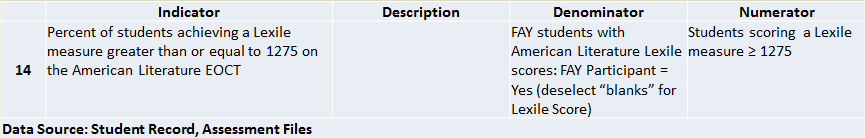 Indicator Description Denominator Numerator
14
Percent of students achieving a Lexile
measure greater than or equal to 1275 on
the American Literature EOCT
FAY students with
American Literature Lexile
scores: FAY Participant =
Yes (deselect “blanks” for
Lexile Score)
Students scoring a Lexile
measure ≥ 1275
Data Source: Student Record, Assessment Files